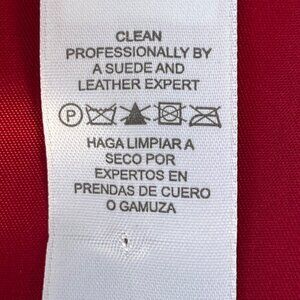 CLEAN
PROFESSIONALLY BY
A SUEDE AND
LEATHER EXPERT
P
HAGA LIMPIAR A
SECO POR
EXPERTOS EN
PRENDAS DE CUERO
O GAMUZA